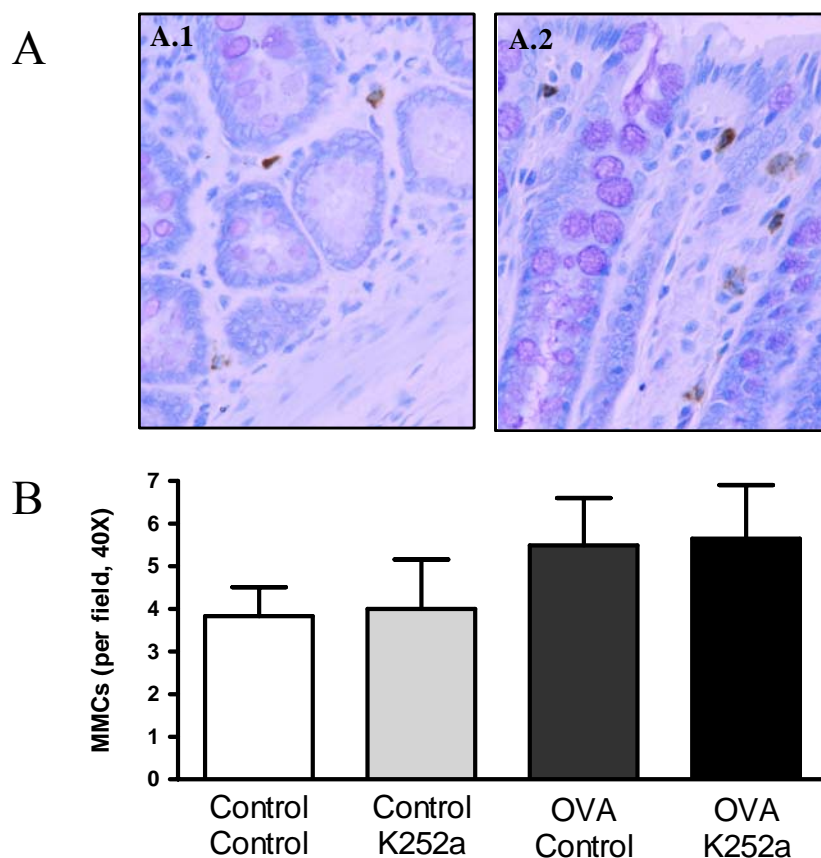 A
A.1
A.2
B
MMCs (per field, 40X)
7
6
5
4
3
2
1
0
Control
Control
Control
K252a
OVA
Control
OVA
K252a